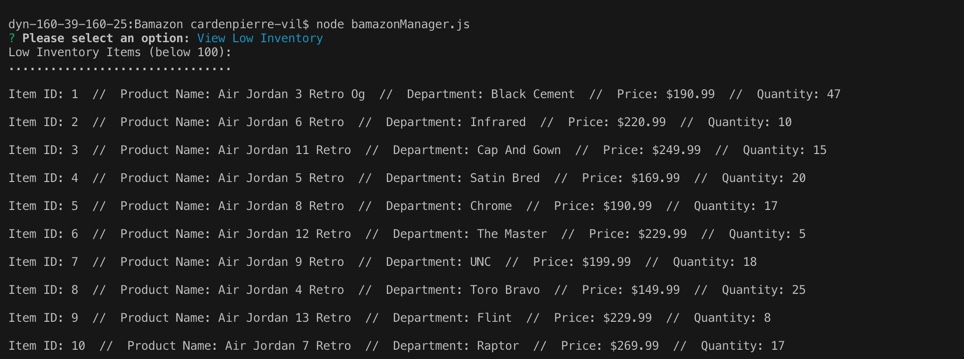 dyn-160-39-160-25:Bamazon cardenpierre-vil$ node bamazonManager.js
? Please select an option: View Low Inventory
Low Inventory Items (below 100):
................................
Item ID: 1  //  Product Name: Air Jordan 3 Retro Og  //  Department: Black Cement  //  Price: $190.99  //  Quantity: 47
Item ID: 2  //  Product Name: Air Jordan 6 Retro  //  Department: Infrared  //  Price: $220.99  //  Quantity: 10
Item ID: 3  //  Product Name: Air Jordan 11 Retro  //  Department: Cap And Gown  //  Price: $249.99  //  Quantity: 15
Item ID: 4  //  Product Name: Air Jordan 5 Retro  //  Department: Satin Bred  //  Price: $169.99  //  Quantity: 20
Item ID: 5  //  Product Name: Air Jordan 8 Retro  //  Department: Chrome  //  Price: $190.99  //  Quantity: 17
Item ID: 6  //  Product Name: Air Jordan 12 Retro  //  Department: The Master  //  Price: $229.99  //  Quantity: 5
Item ID: 7  //  Product Name: Air Jordan 9 Retro  //  Department: UNC  //  Price: $199.99  //  Quantity: 18
Item ID: 8  //  Product Name: Air Jordan 4 Retro  //  Department: Toro Bravo  //  Price: $149.99  //  Quantity: 25
Item ID: 9  //  Product Name: Air Jordan 13 Retro  //  Department: Flint  //  Price: $229.99  //  Quantity: 8
Item ID: 10  //  Product Name: Air Jordan 7 Retro  //  Department: Raptor  //  Price: $269.99  //  Quantity: 17